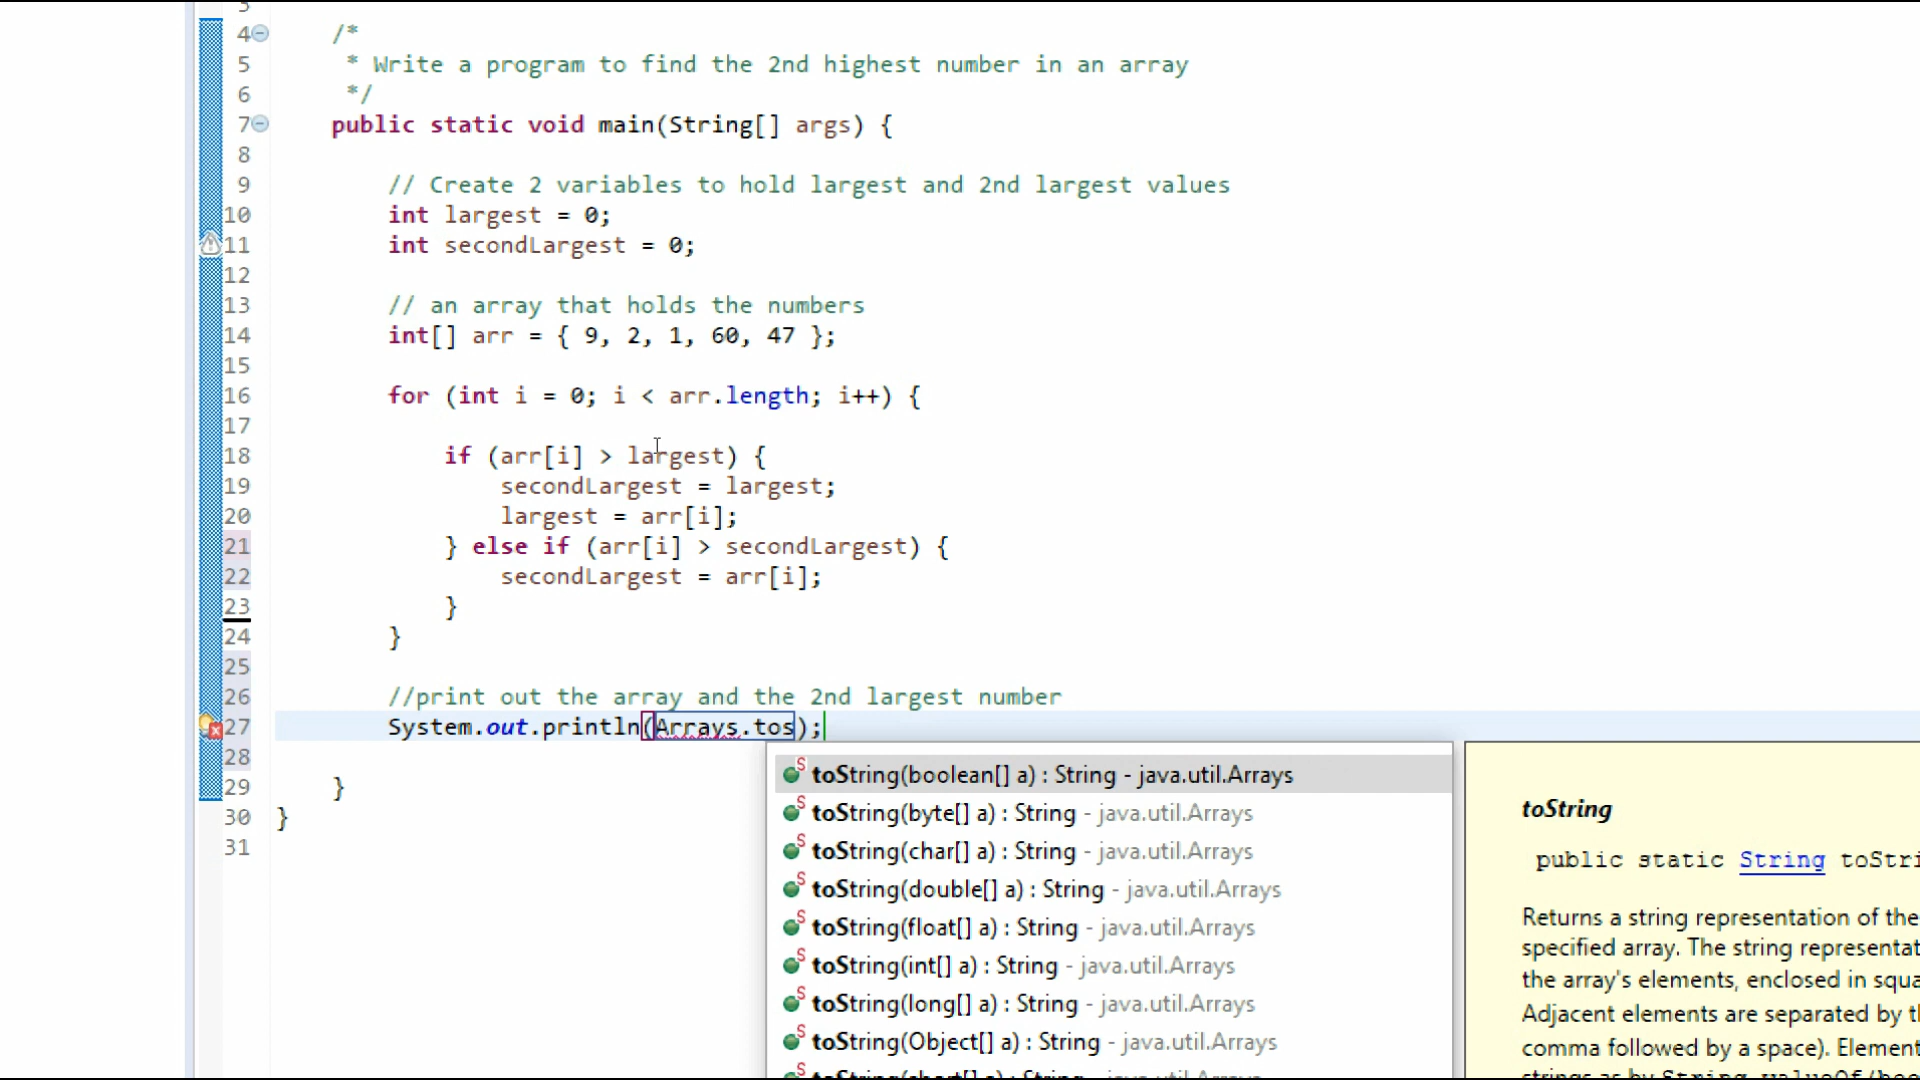 3
4 /*
5 * Write a program to find the 2nd highest number in an array
6 */
7 public static void main(String[] args) {
8
9 // Create 2 variables to hold largest and 2nd largest values
10 int largest = 0;
11 int secondLargest = 0;
12
13 // an array that holds the numbers
14 int[] arr = { 9, 2, 1, 60, 47 };
15
16 for (int i = 0; i < arr.length; i++) {
17
18 if (arr[i] > largest) {
19 secondLargest = largest;
20 largest = arr[i];
21 } else if (arr[i] > secondLargest) {
22 secondLargest = arr[i];
23 }
24 }
25
26 //print out the array and the 2nd largest number
27 System.out.println(Arrays.tos);
28
29 }
30 }
31
toString(boolean[] a) : String - java.util.Arrays
toString(byte[] a) : String - java.util.Arrays
toString(char[] a) : String - java.util.Arrays
toString(double[] a) : String - java.util.Arrays
toString(float[] a) : String - java.util.Arrays
toString(int[] a) : String - java.util.Arrays
toString(long[] a) : String - java.util.Arrays
toString(Object[] a) : String - java.util.Arrays
toString
public static String toStri
Returns a string representation of the
specified array. The string representat
the array's elements, enclosed in squa
Adjacent elements are separated by t
comma followed by a space). Element